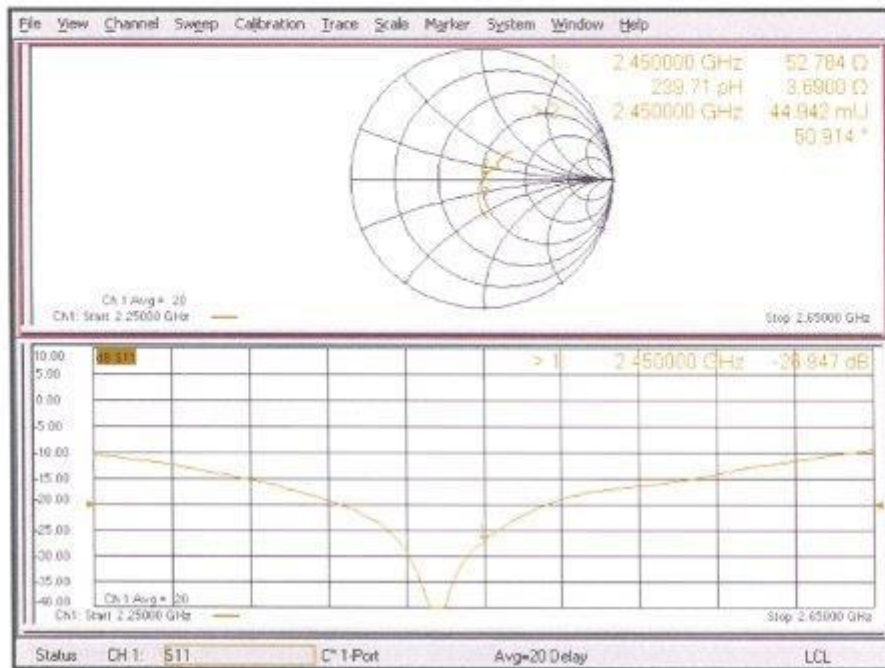 File View Channel Sweep Calibration Trace Scale Marker System Window Help
1: 2.450000 GHz 52.784 Ω
239.71 pH 3.6900 Ω
> 2: 2.450000 GHz 44.942 mU
50.914 °
Ch 1 Avg = 20
Ch1: Start 2.25000 GHz Stop 2.65000 GHz
10.00 dB S11 > 1: 2.450000 GHz -26.947 dB
5.00
0.00
-5.00
-10.00
-15.00
-20.00
-25.00
-30.00
-35.00
-40.00 Ch 1 Avg = 20
Ch1: Start 2.25000 GHz Stop 2.65000 GHz
Status CH 1: S11 C* 1-Port Avg=20 Delay LCL